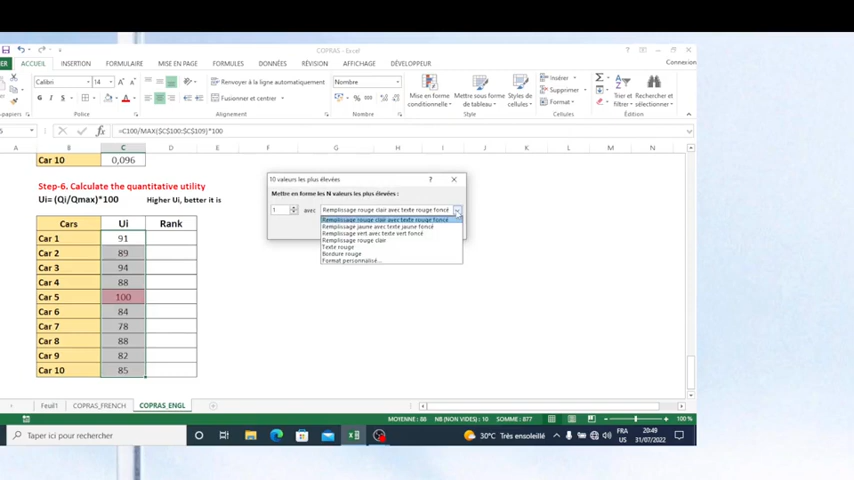 COPRAS - Excel
ACCUEIL INSERTION FORMULAIRE MISE EN PAGE FORMULES DONNÉES RÉVISION AFFICHAGE DÉVELOPPEUR
Connexion
Calibri 14 Renvoyer à la ligne automatiquement Nombre Insérer
Mise en forme conditionnelle Mettre sous forme de tableau Styles de cellules Supprimer Trier et filtrer Rechercher et sélectionner
Fusionner et centrer Format
Police Alignement Nombre Style Cellules Édition
=C100/MAX($C$100:$C$109)*100
A B C D E F G H I J K L M N
Car 10 0,096
Step-6. Calculate the quantitative utility
Ui= (Qi/Qmax)*100 Higher Ui, better it is
Cars Ui Rank
Car 1 91
Car 2 89
Car 3 94
Car 4 88
Car 5 100
Car 6 84
Car 7 78
Car 8 88
Car 9 82
Car 10 85
10 valeurs les plus élevées
Mettre en forme les N valeurs les plus élevées :
1 avec Remplissage rouge clair avec texte rouge foncé
Remplissage rouge clair avec texte rouge foncé
Remplissage jaune avec texte jaune foncé
Remplissage vert avec texte vert foncé
Remplissage rouge clair
Texte rouge
Bordure rouge
Format personnalisé...
Feuil1 COPRAS_FRENCH COPRAS_ENGL
MOYENNE : 88 NB (NON VIDES) : 10 SOMME : 877 100 %
Taper ici pour rechercher 30°C Très ensoleillé FRA US 20:49 31/07/2022